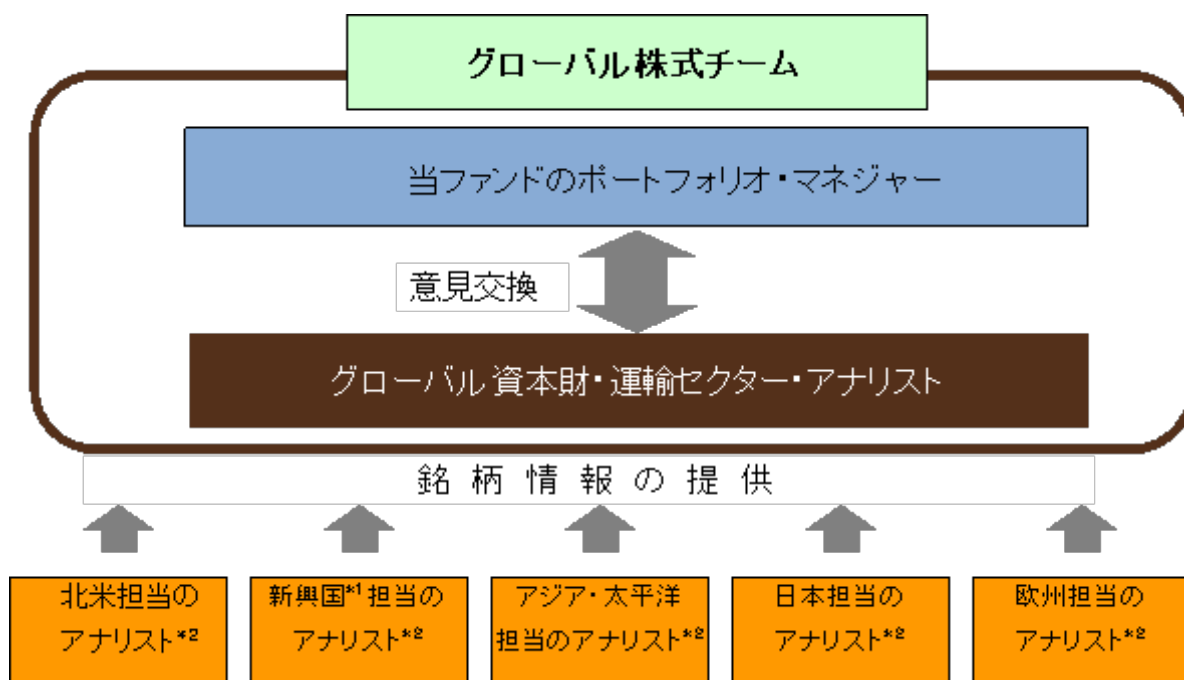 グローバル株式チーム
当ファンドのポートフォリオ・マネジャー
意見交換
グローバル資本財・運輸セクター・アナリスト
銘柄情報の提供
北米担当の
アナリスト*2
新興国*1担当の
アナリスト*2
アジア・太平洋
担当のアナリスト*2
日本担当の
アナリスト*2
欧州担当の
アナリスト*2